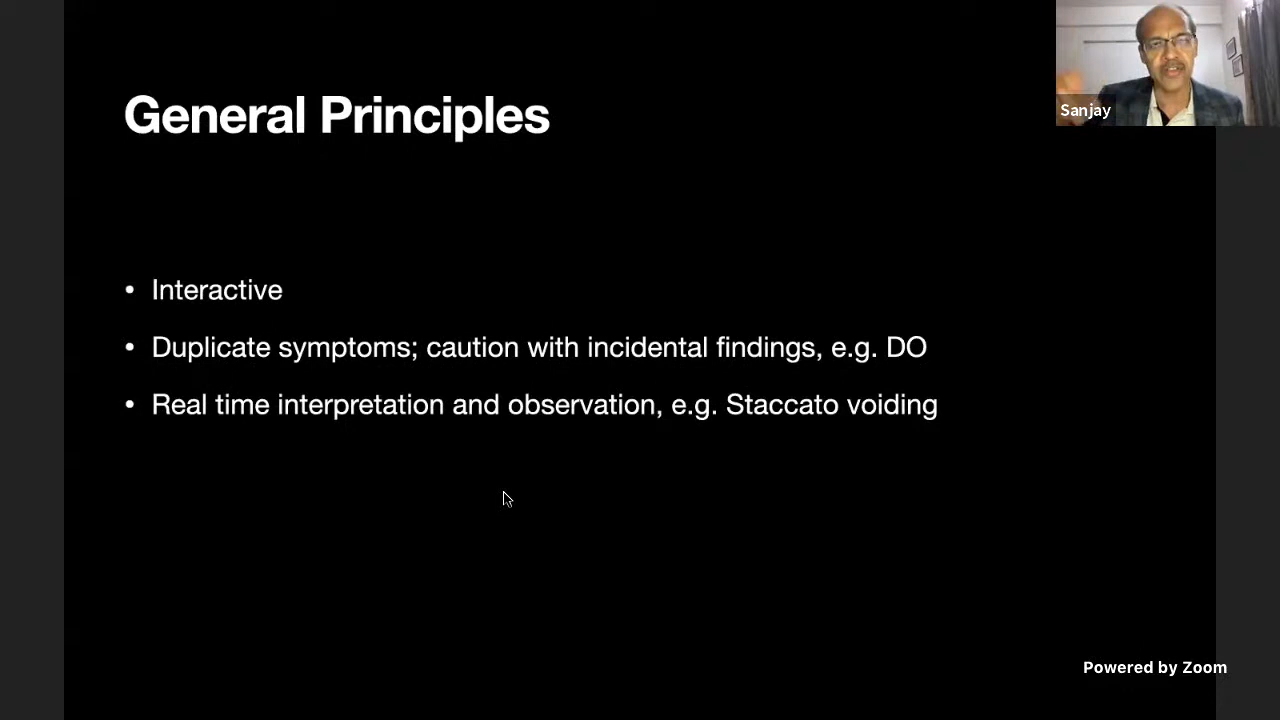 General Principles
Sanjay
• Interactive
• Duplicate symptoms; caution with incidental findings, e.g. DO
• Real time interpretation and observation, e.g. Staccato voiding
Powered by Zoom